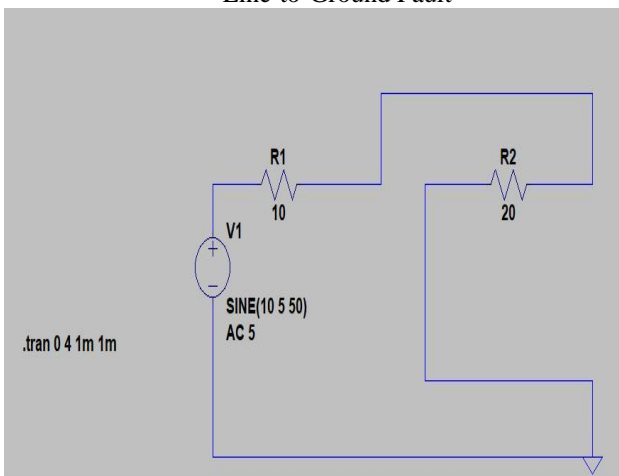 Line-to-Ground Fault
R1
10
R2
20
V1
SINE(10 5 50)
AC 5
.tran 0 4 1m 1m